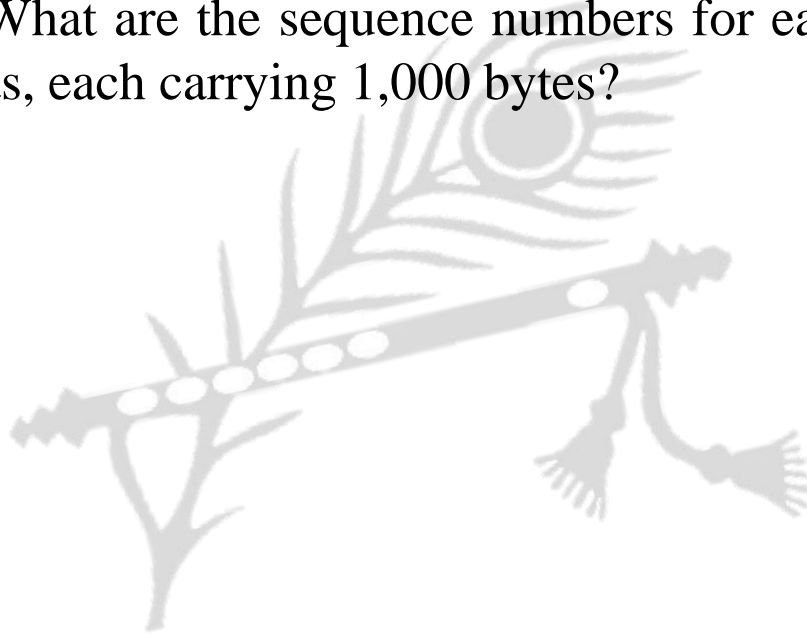 What are the sequence numbers for ea
s, each carrying 1,000 bytes?